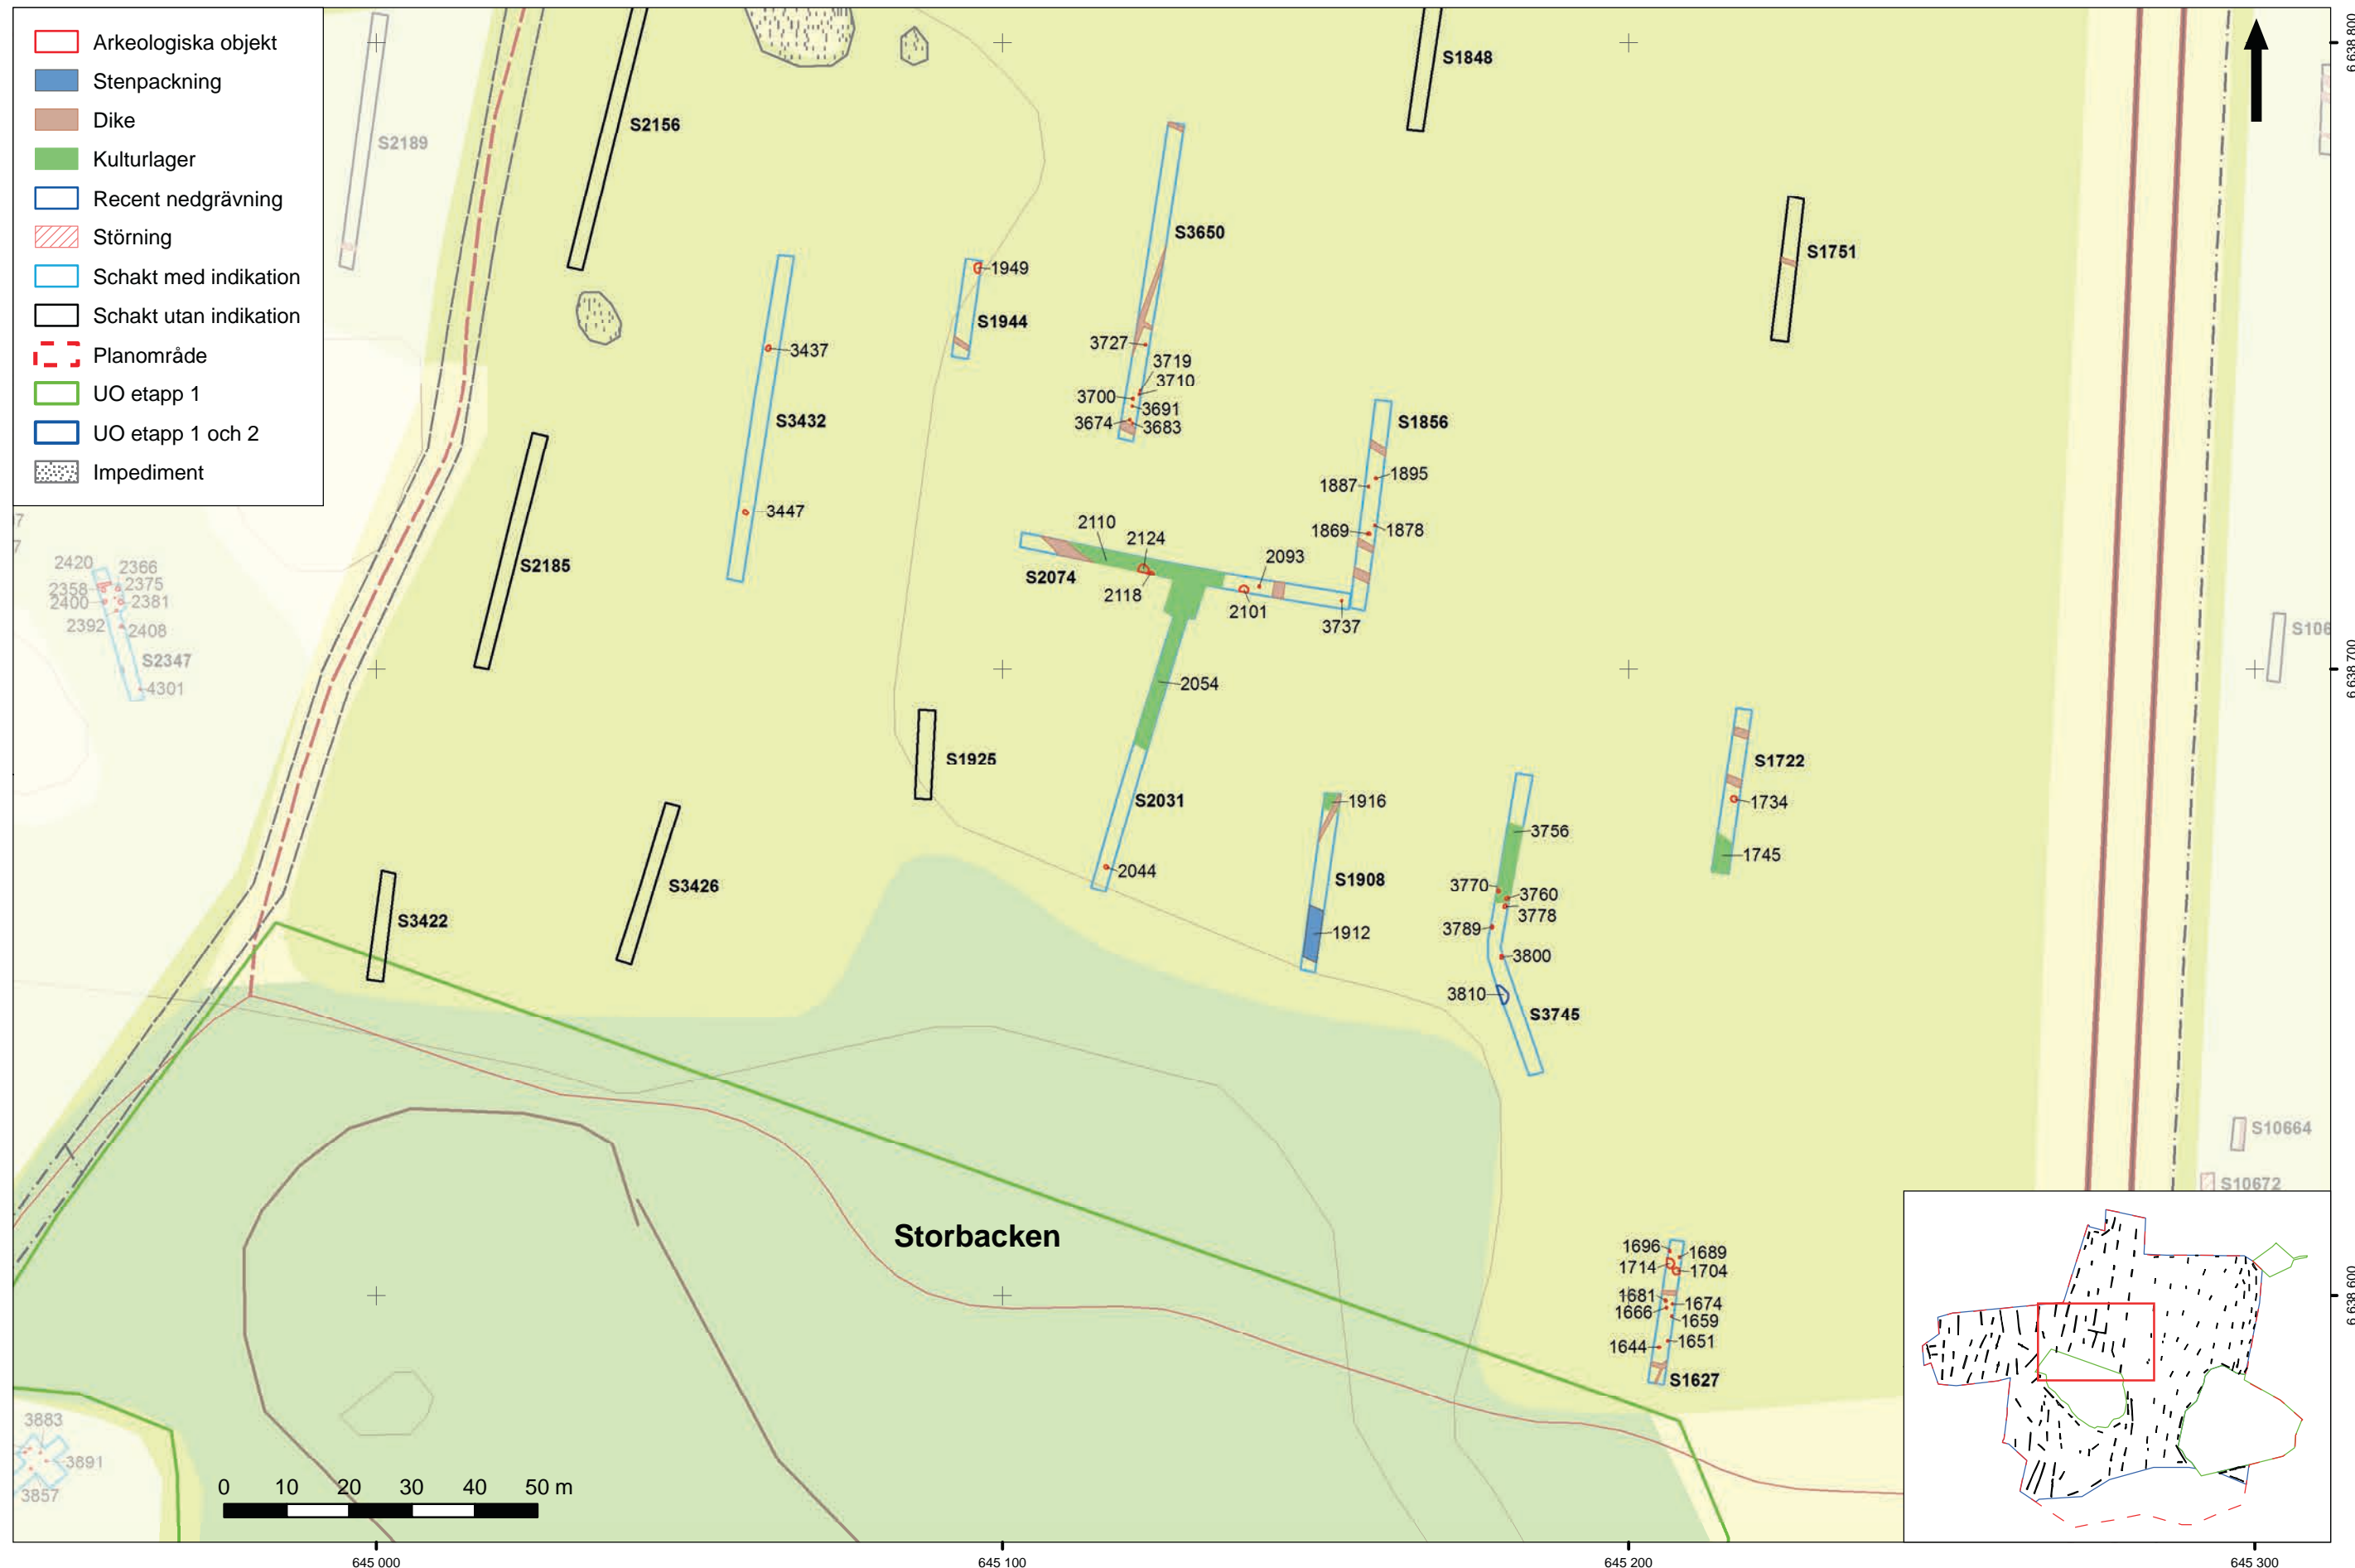 Arkeologiska objekt
Stenpackning
Dike
Kulturlager
Recent nedgrävning
Störning
Schakt med indikation
Schakt utan indikation
Planområde
UO etapp 1
UO etapp 1 och 2
Impediment
S2189
S2156
S1848
6 638 800
S3650
S1751
1949
S1944
3437
3727
3719
3710
3700
3691
3674
3683
S3432
S1856
1895
1887
3447
1878
1869
2110
2124
2093
S2074
2118
2101
3737
S2185
7
7
2420
2366
2358
2375
2400
2381
2392
2408
S2347
4301
S106
6 638 700
2054
S1925
S1722
S2031
1916
1734
3756
1745
2044
S1908
3770
3760
3778
3789
1912
3800
3810
S3745
S3426
S3422
S10664
S10672
Storbacken
1696
1689
1714
1704
1681
1674
1666
1659
1651
1644
S1627
6 638 600
3883
3891
3857
0 10 20 30 40 50 m
645 000
645 100
645 200
645 300